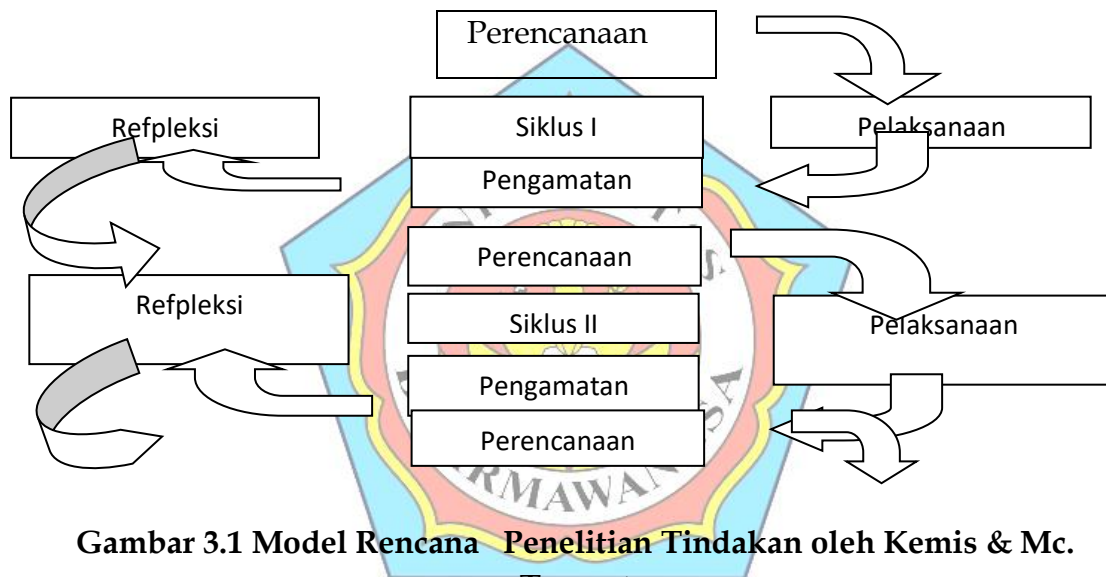 Perencanaan
Refpleksi
Siklus I
Pelaksanaan
Pengamatan
Perencanaan
Refpleksi
Siklus II
Pelaksanaan
Pengamatan
Perencanaan
Gambar 3.1 Model Rencana Penelitian Tindakan oleh Kemis & Mc.